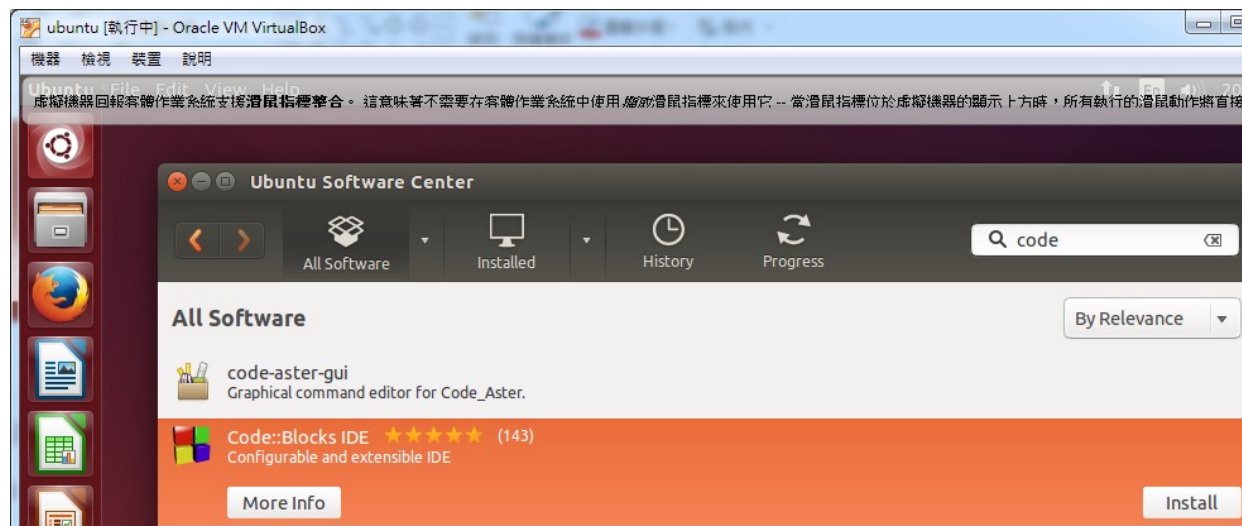 ubuntu [執行中] - Oracle VM VirtualBox
機器 檢視 裝置 說明
Ubuntu File Edit View Help
虛擬機器回報客體作業系統支援滑鼠指標整合。這意味著不需要在客體作業系統中使用 滑鼠指標來使用它 -- 當滑鼠指標位於虛擬機器的顯示上方時，所有執行的滑鼠動作將直接
Ubuntu Software Center
All Software
Installed
History
Progress
code
All Software
By Relevance
code-aster-gui
Graphical command editor for Code_Aster.
Code::Blocks IDE (143)
Configurable and extensible IDE
More Info
Install